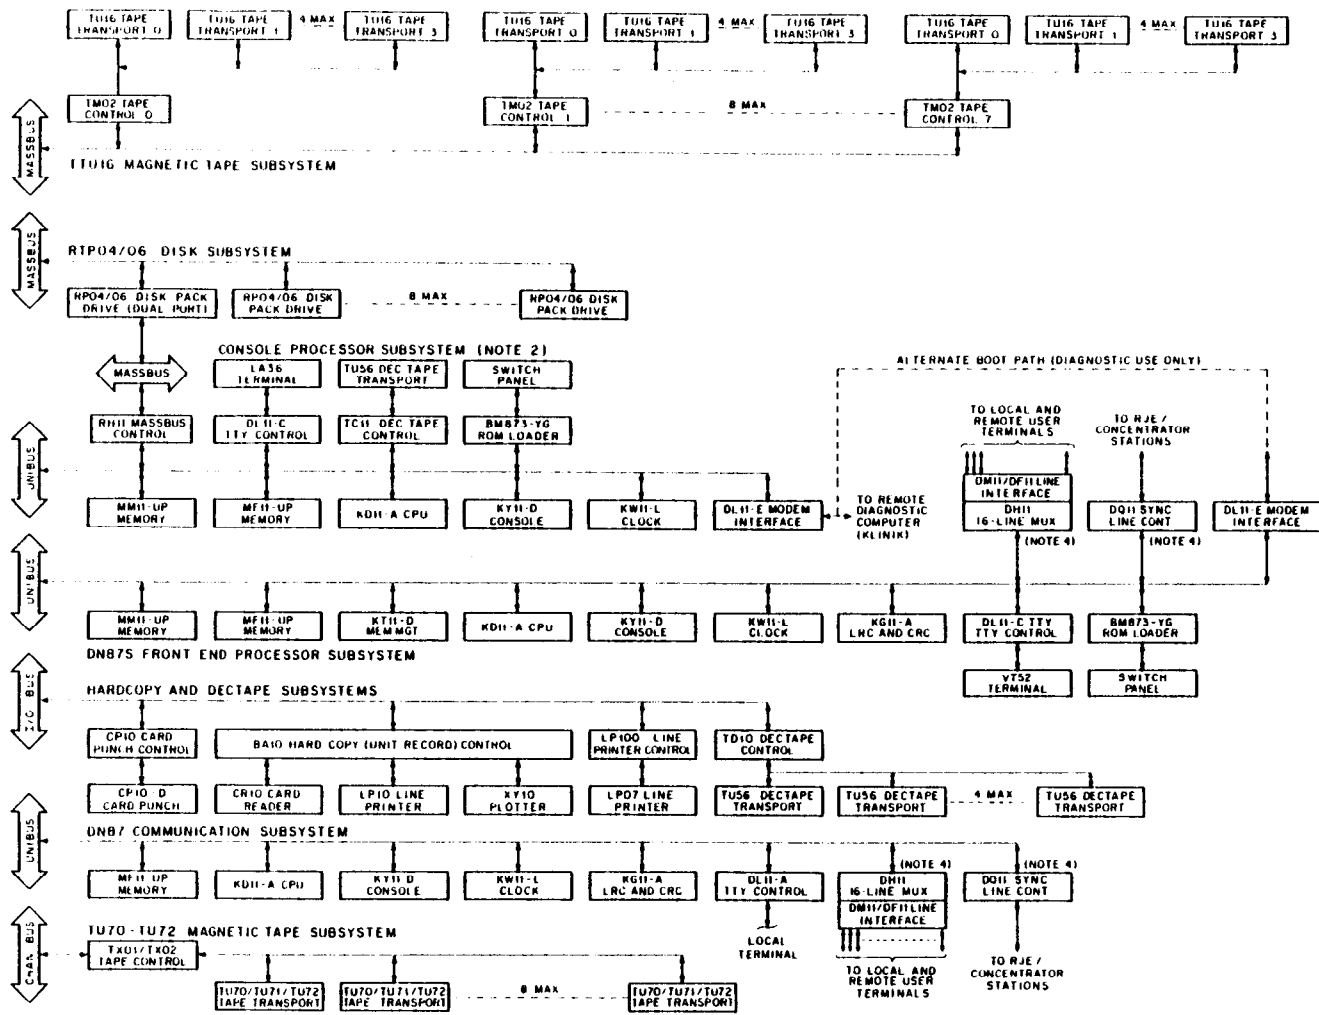 TU16 TAPE TRANSPORT 0
TU16 TAPE TRANSPORT 1
4 MAX
TU16 TAPE TRANSPORT 3
TU16 TAPE TRANSPORT 0
TU16 TAPE TRANSPORT 1
4 MAX
TU16 TAPE TRANSPORT 3
TU16 TAPE TRANSPORT 0
TU16 TAPE TRANSPORT 1
4 MAX
TU16 TAPE TRANSPORT 3
MASSBUS
TM02 TAPE CONTROL 0
TM02 TAPE CONTROL 1
8 MAX
TM02 TAPE CONTROL 7
TTU16 MAGNETIC TAPE SUBSYSTEM
MASSBUS
RTP04/06 DISK SUBSYSTEM
RP04/06 DISK PACK DRIVE (DUAL PORT)
RP04/06 DISK PACK DRIVE
8 MAX
RP04/06 DISK PACK DRIVE
CONSOLE PROCESSOR SUBSYSTEM (NOTE 2)
MASSBUS
LA36 TERMINAL
TU56 DEC TAPE TRANSPORT
SWITCH PANEL
ALTERNATE BOOT PATH (DIAGNOSTIC USE ONLY)
RH11 MASSBUS CONTROL
DL11-C TTY CONTROL
TC11 DEC TAPE CONTROL
BM873-YG ROM LOADER
TO LOCAL AND REMOTE USER TERMINALS
TO RJE / CONCENTRATOR STATIONS
UNIBUS
MM11-UP MEMORY
MF11-UP MEMORY
KD11-A CPU
KY11-D CONSOLE
KW11-L CLOCK
DL11-E MODEM INTERFACE
TO REMOTE DIAGNOSTIC COMPUTER (KLINIK)
DM11/DF11 LINE INTERFACE
DH11 16-LINE MUX
(NOTE 4)
DQ11 SYNC LINE CONT
(NOTE 4)
DL11-E MODEM INTERFACE
UNIBUS
MM11-UP MEMORY
MF11-UP MEMORY
KT11-D MEM MGT
KD11-A CPU
KY11-D CONSOLE
KW11-L CLOCK
KG11-A LRC AND CRC
DL11-C TTY TTY CONTROL
BM873-YG ROM LOADER
DN87S FRONT END PROCESSOR SUBSYSTEM
VT52 TERMINAL
SWITCH PANEL
I/O BUS
HARDCOPY AND DECTAPE SUBSYSTEMS
CP10 CARD PUNCH CONTROL
BA10 HARD COPY (UNIT RECORD) CONTROL
LP100 LINE PRINTER CONTROL
TD10 DECTAPE CONTROL
CP10-D CARD PUNCH
CR10 CARD READER
LP10 LINE PRINTER
XY10 PLOTTER
LP07 LINE PRINTER
TU56 DECTAPE TRANSPORT
TU56 DECTAPE TRANSPORT
4 MAX
TU56 DECTAPE TRANSPORT
UNIBUS
DN87 COMMUNICATION SUBSYSTEM
MF11-UP MEMORY
KD11-A CPU
KY11-D CONSOLE
KW11-L CLOCK
KG11-A LRC AND CRC
DL11-A TTY CONTROL
(NOTE 4)
DH11 16-LINE MUX
DM11/DF11 LINE INTERFACE
(NOTE 4)
DQ11 SYNC LINE CONT
LOCAL TERMINAL
TO LOCAL AND REMOTE USER TERMINALS
TO RJE / CONCENTRATOR STATIONS
CHAN BUS
TU70-TU72 MAGNETIC TAPE SUBSYSTEM
TX01/TX02 TAPE CONTROL
TU70/TU71/TU72 TAPE TRANSPORT
TU70/TU71/TU72 TAPE TRANSPORT
8 MAX
TU70/TU71/TU72 TAPE TRANSPORT